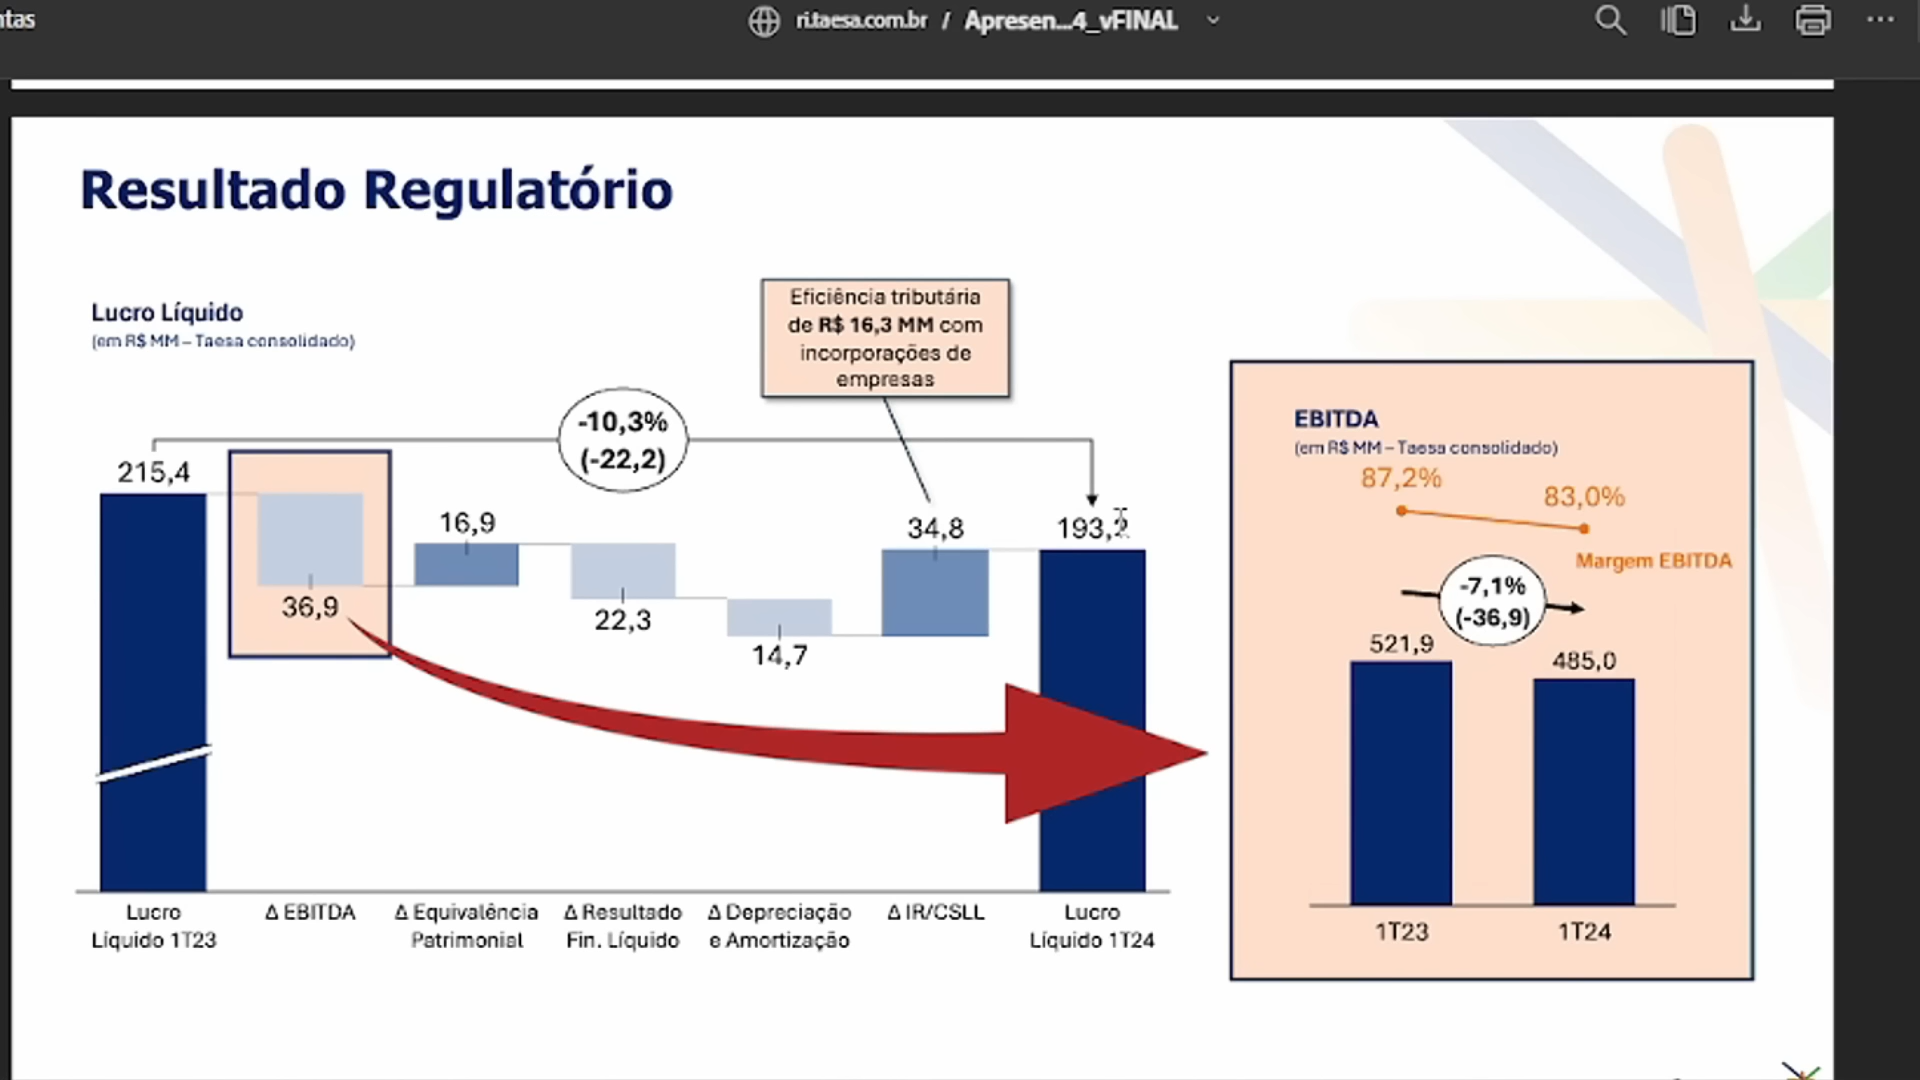 ntas
ri.taesa.com.br / Apresen...4_vFINAL
Resultado Regulatório
Lucro Líquido
(em R$ MM – Taesa consolidado)
Eficiência tributária
de R$ 16,3 MM com
incorporações de
empresas
-10,3%
(-22,2)
215,4
36,9
16,9
22,3
14,7
34,8
193,2
Lucro
Líquido 1T23
Δ EBITDA
Δ Equivalência
Patrimonial
Δ Resultado
Fin. Líquido
Δ Depreciação
e Amortização
Δ IR/CSLL
Lucro
Líquido 1T24
EBITDA
(em R$ MM – Taesa consolidado)
87,2%
83,0%
Margem EBITDA
-7,1%
(-36,9)
521,9
485,0
1T23
1T24